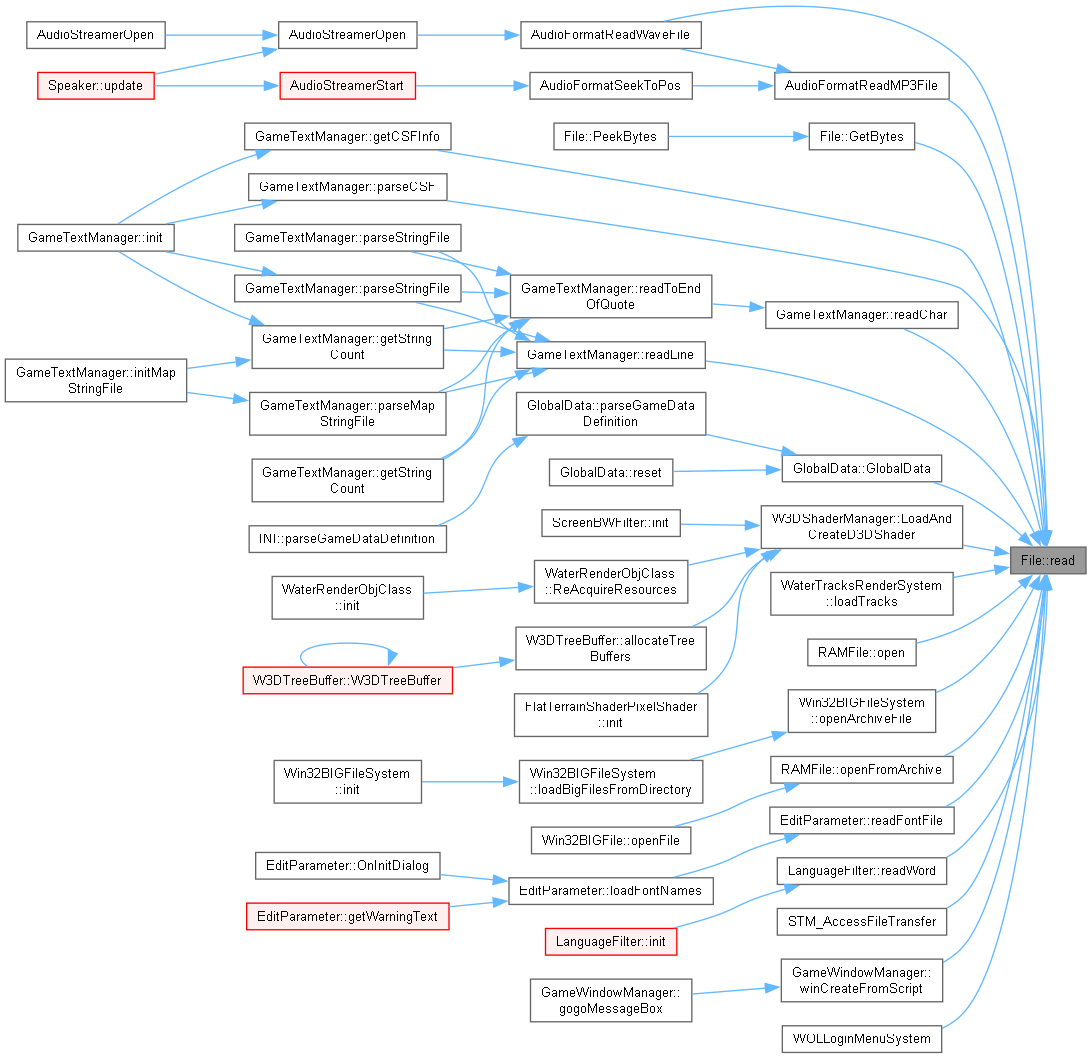 AudioStreamerOpen
AudioStreamerOpen
AudioFormatReadWaveFile
Speaker::update
AudioStreamerStart
AudioFormatSeekToPos
AudioFormatReadMP3File
GameTextManager::getCSFInfo
File::PeekBytes
File::GetBytes
GameTextManager::parseCSF
GameTextManager::init
GameTextManager::parseStringFile
GameTextManager::parseStringFile
GameTextManager::readToEnd
OfQuote
GameTextManager::readChar
GameTextManager::getString
Count
GameTextManager::readLine
GameTextManager::initMap
StringFile
GameTextManager::parseMap
StringFile
GlobalData::parseGameData
Definition
GameTextManager::getString
Count
GlobalData::reset
GlobalData::GlobalData
INI::parseGameDataDefinition
ScreenBWFilter::init
W3DShaderManager::LoadAnd
CreateD3DShader
File::read
WaterRenderObjClass
::init
WaterRenderObjClass
::ReAcquireResources
WaterTracksRenderSystem
::loadTracks
W3DTreeBuffer::W3DTreeBuffer
W3DTreeBuffer::allocateTree
Buffers
RAMFile::open
FlatTerrainShaderPixelShader
::init
Win32BIGFileSystem
::openArchiveFile
Win32BIGFileSystem
::init
Win32BIGFileSystem
::loadBigFilesFromDirectory
RAMFile::openFromArchive
Win32BIGFile::openFile
EditParameter::readFontFile
EditParameter::OnInitDialog
EditParameter::loadFontNames
LanguageFilter::readWord
EditParameter::getWarningText
STM_AccessFileTransfer
LanguageFilter::init
GameWindowManager::
gogoMessageBox
GameWindowManager::
winCreateFromScript
WOLLoginMenuSystem